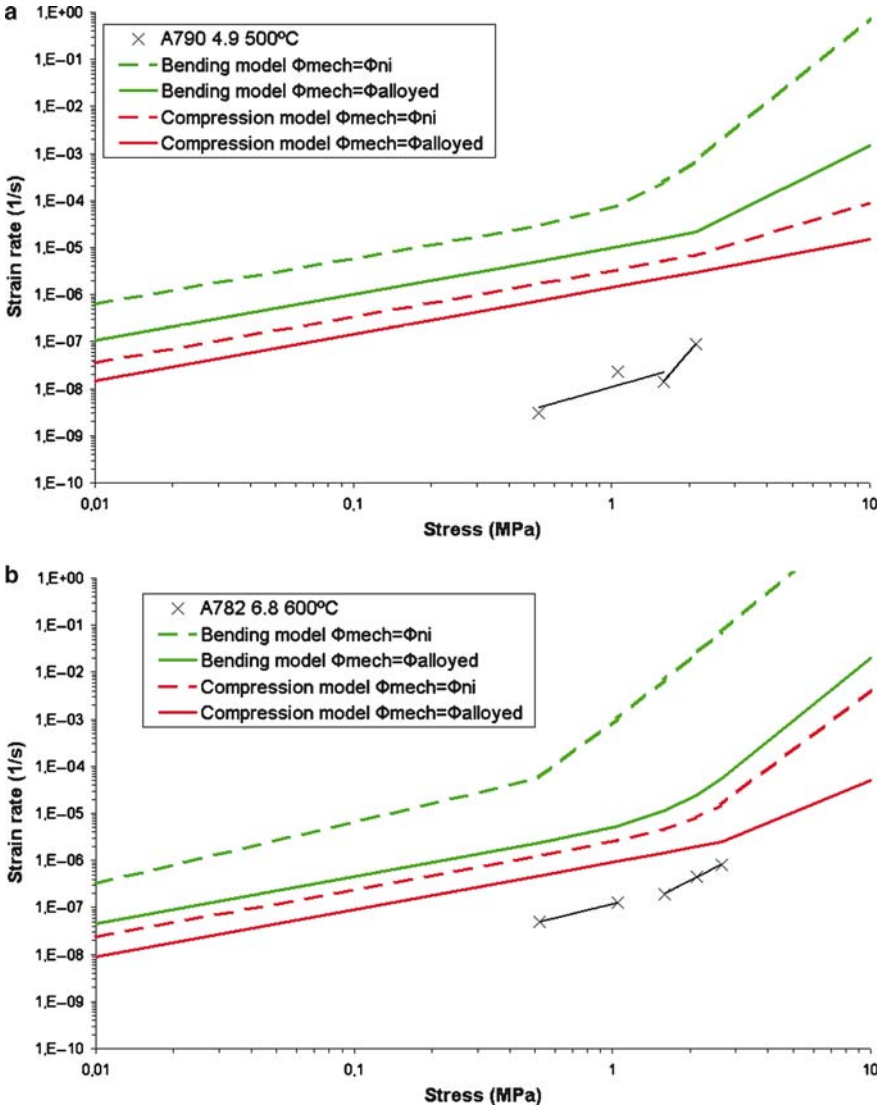 a
1,E+00
1,E−01
1,E−02
1,E−03
1,E−04
1,E−05
1,E−06
1,E−07
1,E−08
1,E−09
1,E−10
Strain rate (1/s)
A790 4.9 500ºC
Bending model Φmech=Φni
Bending model Φmech=Φalloyed
Compression model Φmech=Φni
Compression model Φmech=Φalloyed
0,01 0,1 1 10
Stress (MPa)
b
1,E+00
1,E−01
1,E−02
1,E−03
1,E−04
1,E−05
1,E−06
1,E−07
1,E−08
1,E−09
1,E−10
Strain rate (1/s)
A782 6.8 600ºC
Bending model Φmech=Φni
Bending model Φmech=Φalloyed
Compression model Φmech=Φni
Compression model Φmech=Φalloyed
0,01 0,1 1 10
Stress (MPa)